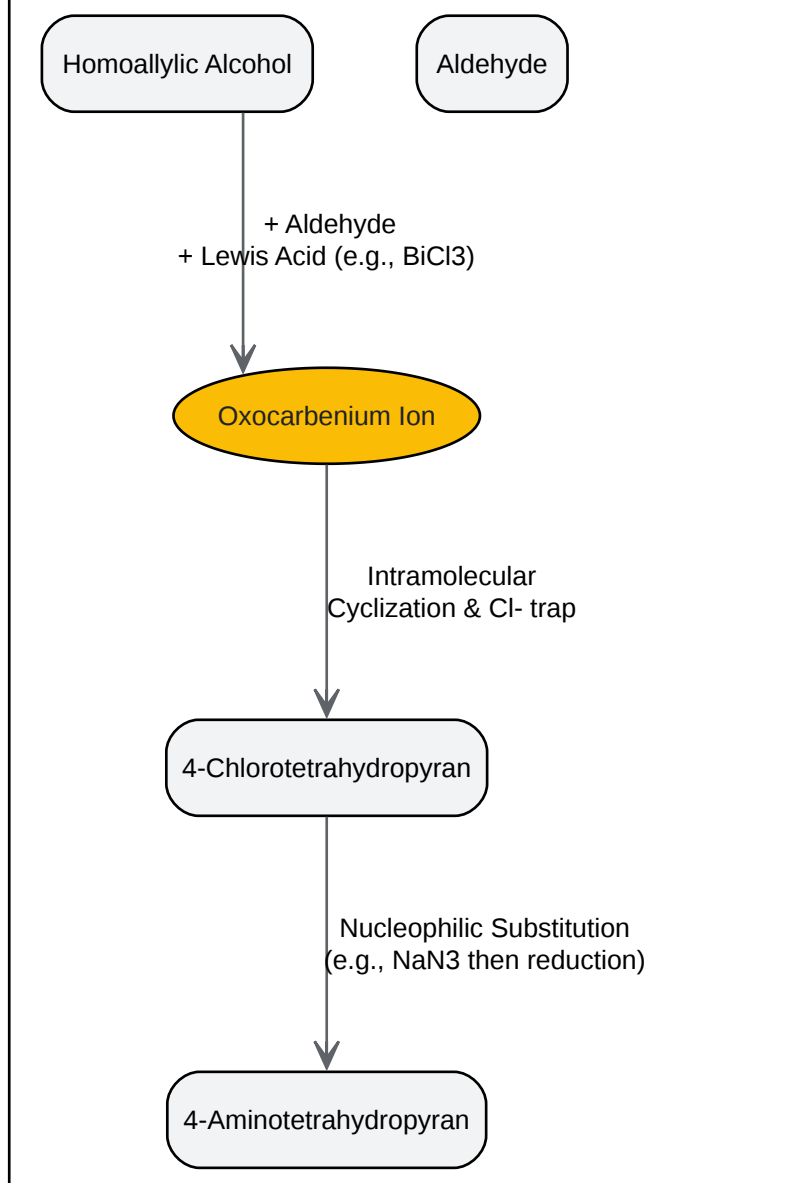 Homoallylic Alcohol
Aldehyde
+ Aldehyde
+ Lewis Acid (e.g., BiCl3)
Oxocarbenium Ion
Intramolecular
Cyclization & Cl- trap
4-Chlorotetrahydropyran
Nucleophilic Substitution
(e.g., NaN3 then reduction)
4-Aminotetrahydropyran